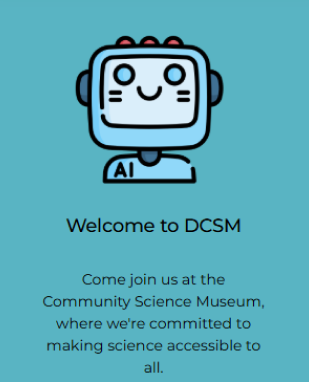 AI
Welcome to DCSM
Come join us at the
Community Science Museum,
where we're committed to
making science accessible to
all.